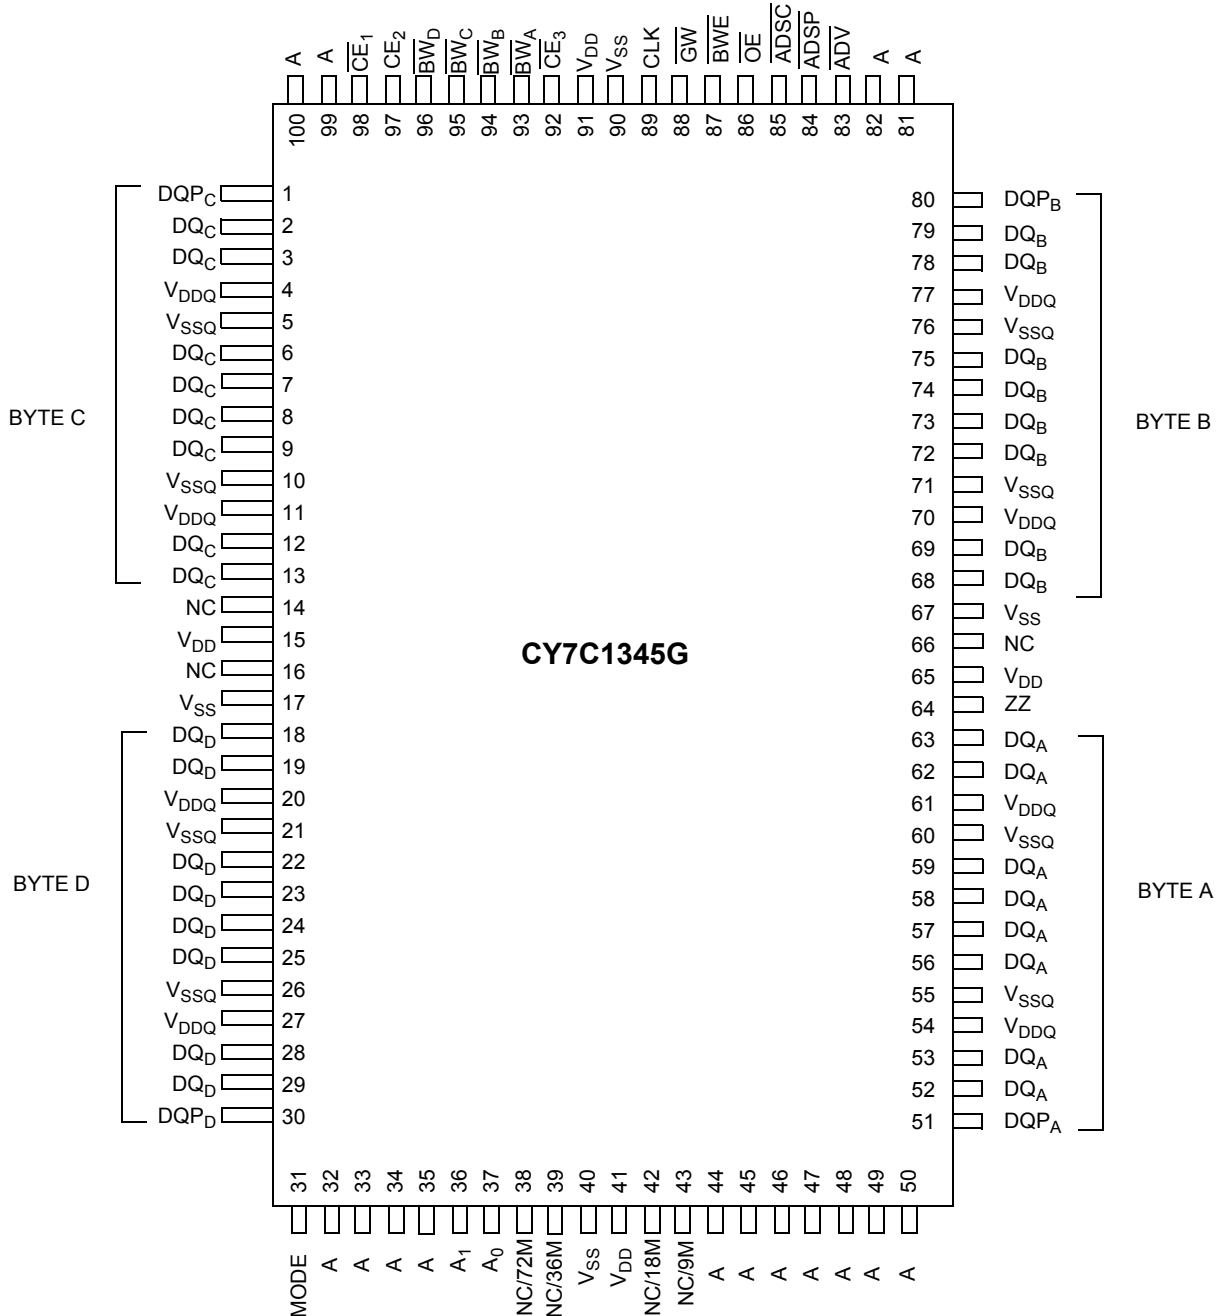 A A CE1 CE2 BWD BWC BWB BWA CE3 VDD VSS CLK GW BWE OE ADSC ADSP ADV A A
100 99 98 97 96 95 94 93 92 91 90 89 88 87 86 85 84 83 82 81
BYTE C
DQPC 1
DQC 2
DQC 3
VDDQ 4
VSSQ 5
DQC 6
DQC 7
DQC 8
DQC 9
VSSQ 10
VDDQ 11
DQC 12
DQC 13
NC 14
VDD 15
NC 16
VSS 17
BYTE D
DQD 18
DQD 19
VDDQ 20
VSSQ 21
DQD 22
DQD 23
DQD 24
DQD 25
VSSQ 26
VDDQ 27
DQD 28
DQD 29
DQPD 30
CY7C1345G
80 DQPB
79 DQB
78 DQB
77 VDDQ
76 VSSQ
75 DQB
74 DQB
73 DQB
72 DQB
71 VSSQ
70 VDDQ
69 DQB
68 DQB
BYTE B
67 VSS
66 NC
65 VDD
64 ZZ
63 DQA
62 DQA
61 VDDQ
60 VSSQ
59 DQA
58 DQA
57 DQA
56 DQA
55 VSSQ
54 VDDQ
53 DQA
52 DQA
51 DQPA
BYTE A
31 32 33 34 35 36 37 38 39 40 41 42 43 44 45 46 47 48 49 50
MODE A A A A A1 A0 NC/72M NC/36M VSS VDD NC/18M NC/9M A A A A A A A